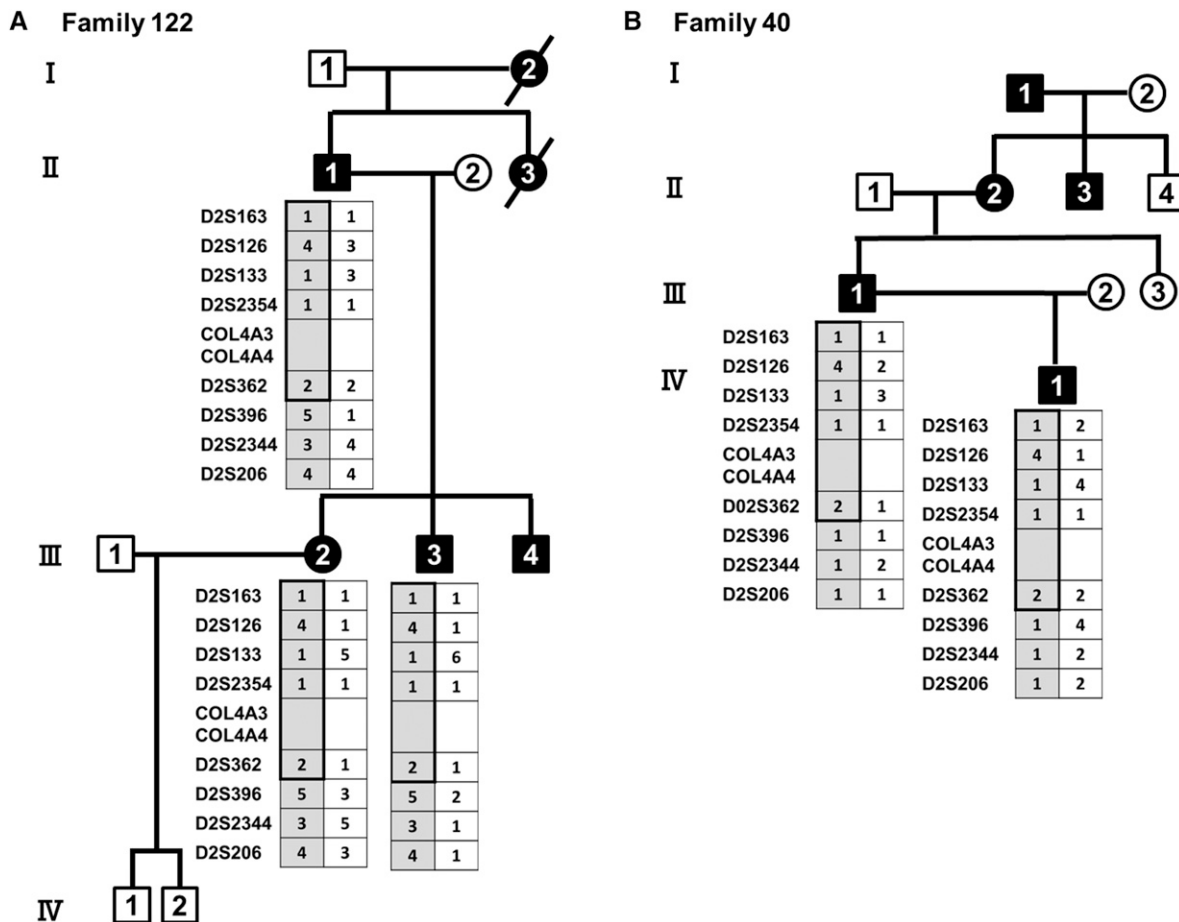 A Family 122
I
1 2
II
1 2 3
D2S163 1 1
D2S126 4 3
D2S133 1 3
D2S2354 1 1
COL4A3
COL4A4
D2S362 2 2
D2S396 5 1
D2S2344 3 4
D2S206 4 4
III
1 2 3 4
D2S163 1 1 1 1
D2S126 4 1 4 1
D2S133 1 5 1 6
D2S2354 1 1 1 1
COL4A3
COL4A4
D2S362 2 1 2 1
D2S396 5 3 5 2
D2S2344 3 5 3 1
D2S206 4 3 4 1
IV
1 2
B Family 40
I
1 2
II
1 2 3 4
III
1 2 3
D2S163 1 1
D2S126 4 2
D2S133 1 3
D2S2354 1 1
COL4A3
COL4A4
D02S362 2 1
D2S396 1 1
D2S2344 1 2
D2S206 1 1
IV
1
D2S163 1 2
D2S126 4 1
D2S133 1 4
D2S2354 1 1
COL4A3
COL4A4
D2S362 2 2
D2S396 1 4
D2S2344 1 2
D2S206 1 2